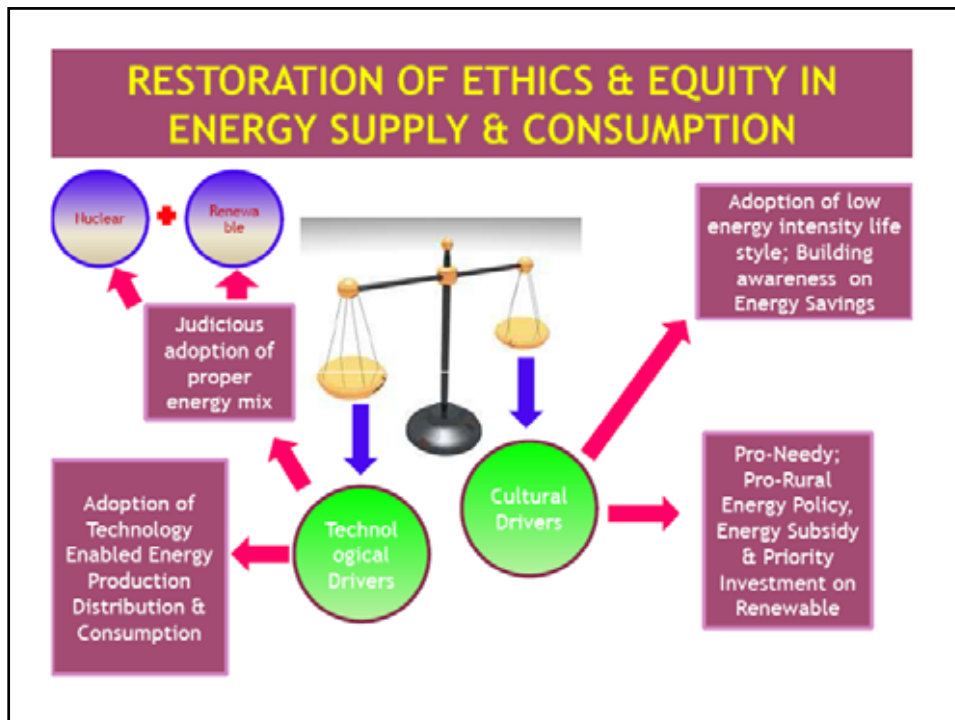 RESTORATION OF ETHICS & EQUITY IN
ENERGY SUPPLY & CONSUMPTION
Nuclear
Renewa
ble
Judicious
adoption of
proper
energy mix
Adoption of
Technology
Enabled Energy
Production
Distribution &
Consumption
Technol
ogical
Drivers
Cultural
Drivers
Adoption of low
energy intensity life
style; Building
awareness on
Energy Savings
Pro-Needy;
Pro-Rural
Energy Policy,
Energy Subsidy
& Priority
Investment on
Renewable